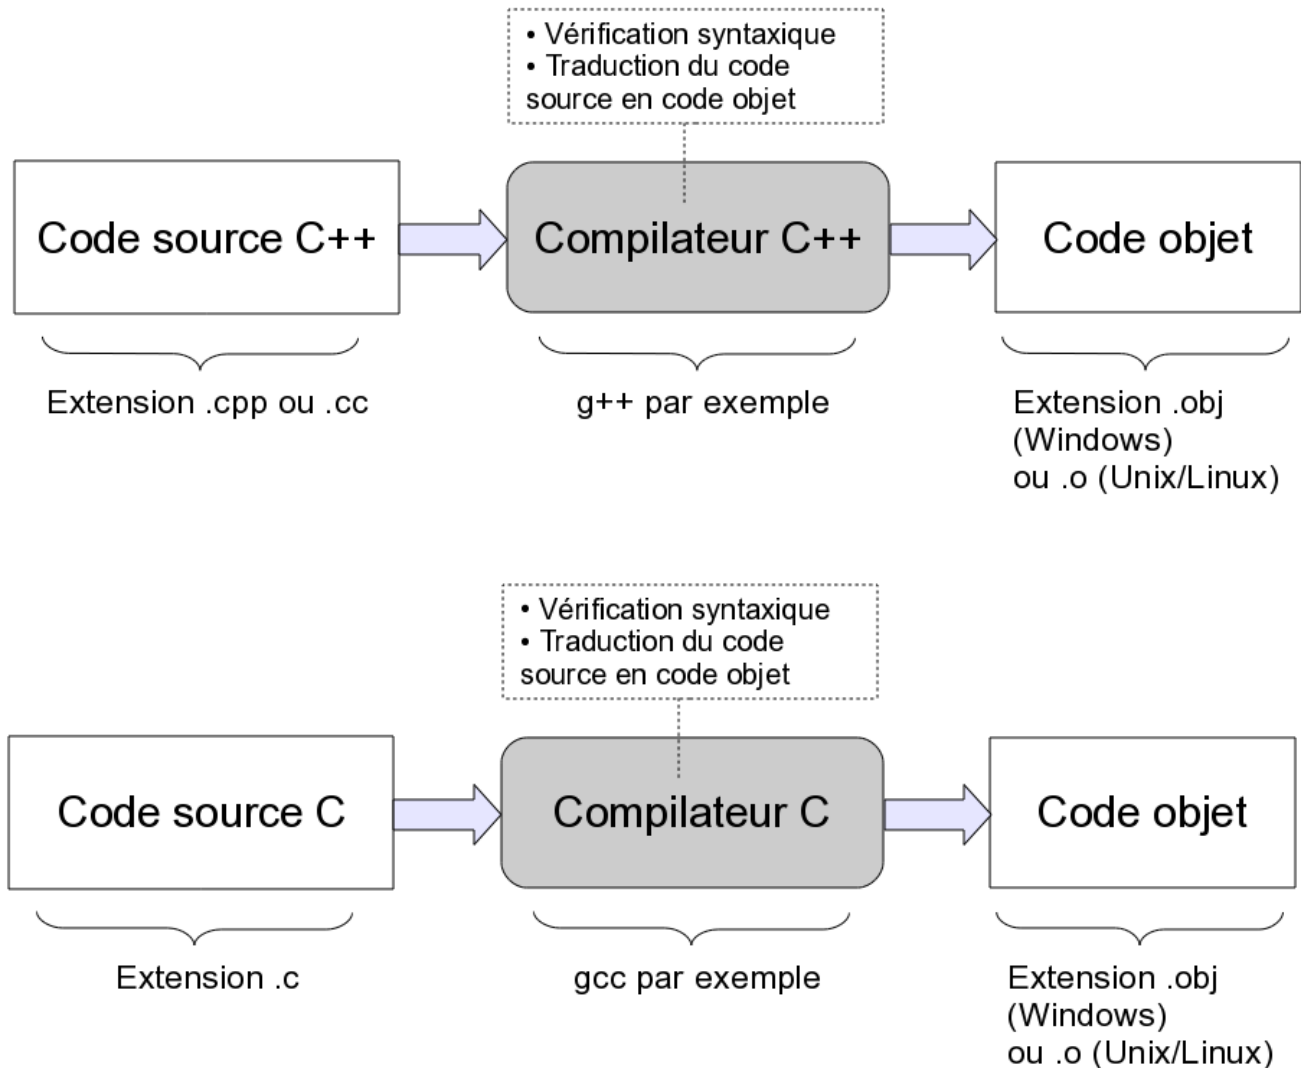 • Vérification syntaxique
• Traduction du code
source en code objet
Code source C++
Compilateur C++
Code objet
Extension .cpp ou .cc
g++ par exemple
Extension .obj
(Windows)
ou .o (Unix/Linux)
• Vérification syntaxique
• Traduction du code
source en code objet
Code source C
Compilateur C
Code objet
Extension .c
gcc par exemple
Extension .obj
(Windows)
ou .o (Unix/Linux)